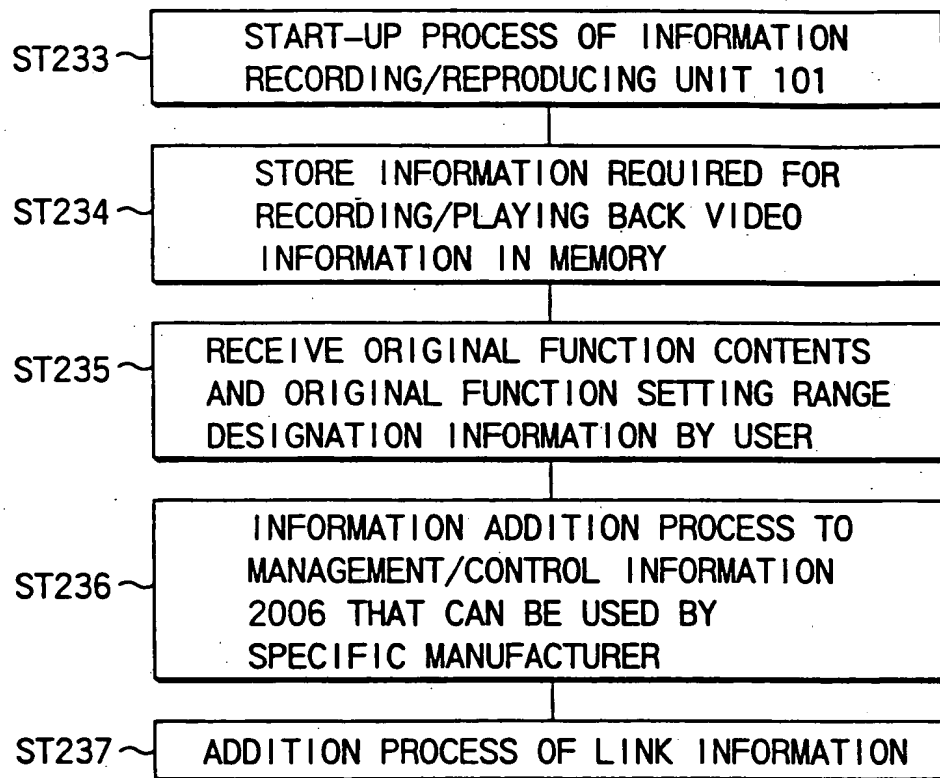 ST233
START-UP PROCESS OF INFORMATION
RECORDING/REPRODUCING UNIT 101
ST234
STORE INFORMATION REQUIRED FOR
RECORDING/PLAYING BACK VIDEO
INFORMATION IN MEMORY
ST235
RECEIVE ORIGINAL FUNCTION CONTENTS
AND ORIGINAL FUNCTION SETTING RANGE
DESIGNATION INFORMATION BY USER
ST236
INFORMATION ADDITION PROCESS TO
MANAGEMENT/CONTROL INFORMATION
2006 THAT CAN BE USED BY
SPECIFIC MANUFACTURER
ST237
ADDITION PROCESS OF LINK INFORMATION